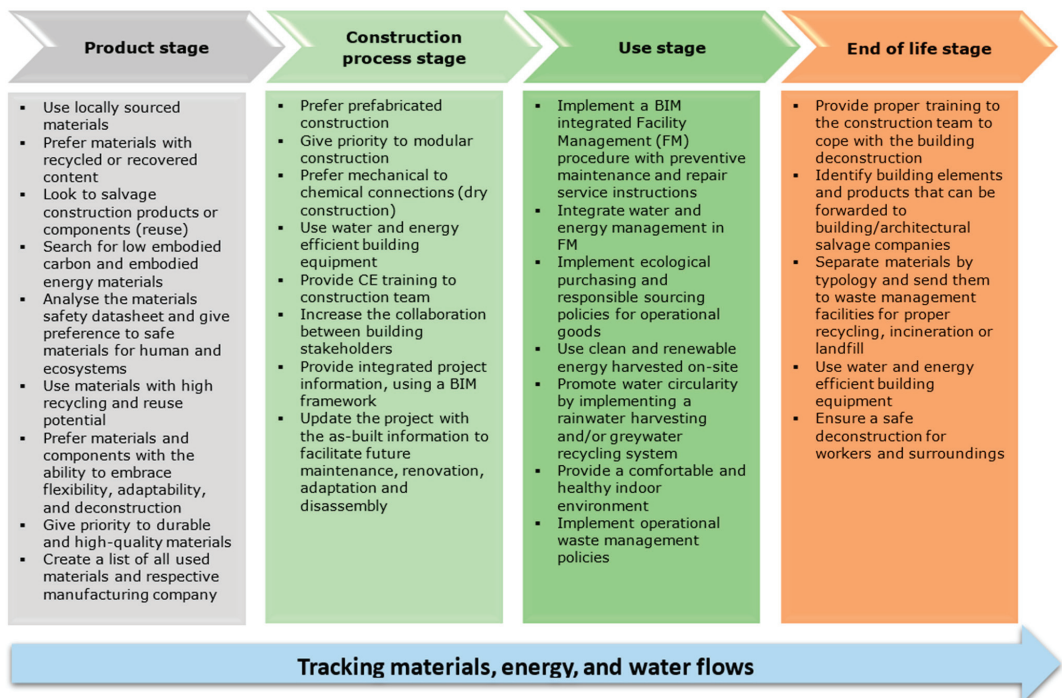 Product stage
Construction
process stage
Use stage
End of life stage
▪ Use locally sourced
materials
▪ Prefer materials with
recycled or recovered
content
▪ Look to salvage
construction products or
components (reuse)
▪ Search for low embodied
carbon and embodied
energy materials
▪ Analyse the materials
safety datasheet and give
preference to safe
materials for human and
ecosystems
▪ Use materials with high
recycling and reuse
potential
▪ Prefer materials and
components with the
ability to embrace
flexibility, adaptability,
and deconstruction
▪ Give priority to durable
and high-quality materials
▪ Create a list of all used
materials and respective
manufacturing company
▪ Prefer prefabricated
construction
▪ Give priority to modular
construction
▪ Prefer mechanical to
chemical connections (dry
construction)
▪ Use water and energy
efficient building
equipment
▪ Provide CE training to
construction team
▪ Increase the collaboration
between building
stakeholders
▪ Provide integrated project
information, using a BIM
framework
▪ Update the project with
the as-built information to
facilitate future
maintenance, renovation,
adaptation and
disassembly
▪ Implement a BIM
integrated Facility
Management (FM)
procedure with preventive
maintenance and repair
service instructions
▪ Integrate water and
energy management in
FM
▪ Implement ecological
purchasing and
responsible sourcing
policies for operational
goods
▪ Use clean and renewable
energy harvested on-site
▪ Promote water circularity
by implementing a
rainwater harvesting
and/or greywater
recycling system
▪ Provide a comfortable and
healthy indoor
environment
▪ Implement operational
waste management
policies
▪ Provide proper training to
the construction team to
cope with the building
deconstruction
▪ Identify building elements
and products that can be
forwarded to
building/architectural
salvage companies
▪ Separate materials by
typology and send them
to waste management
facilities for proper
recycling, incineration or
landfill
▪ Use water and energy
efficient building
equipment
▪ Ensure a safe
deconstruction for
workers and surroundings
Tracking materials, energy, and water flows